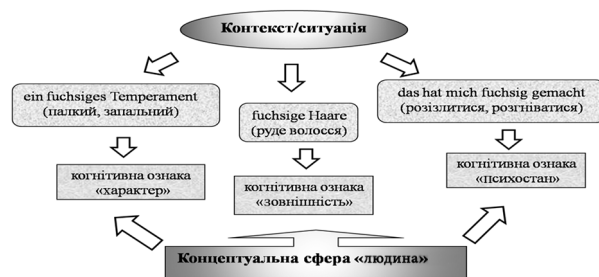 Контекст/ситуація
ein fuchsiges Temperament
(палкий, запальний)
fuchsige Haare
(руде волосся)
das hat mich fuchsig gemacht
(розізлитися, розгніватися)
когнітивна ознака
«характер»
когнітивна ознака
«зовнішність»
когнітивна ознака
«психостан»
Концептуальна сфера «людина»